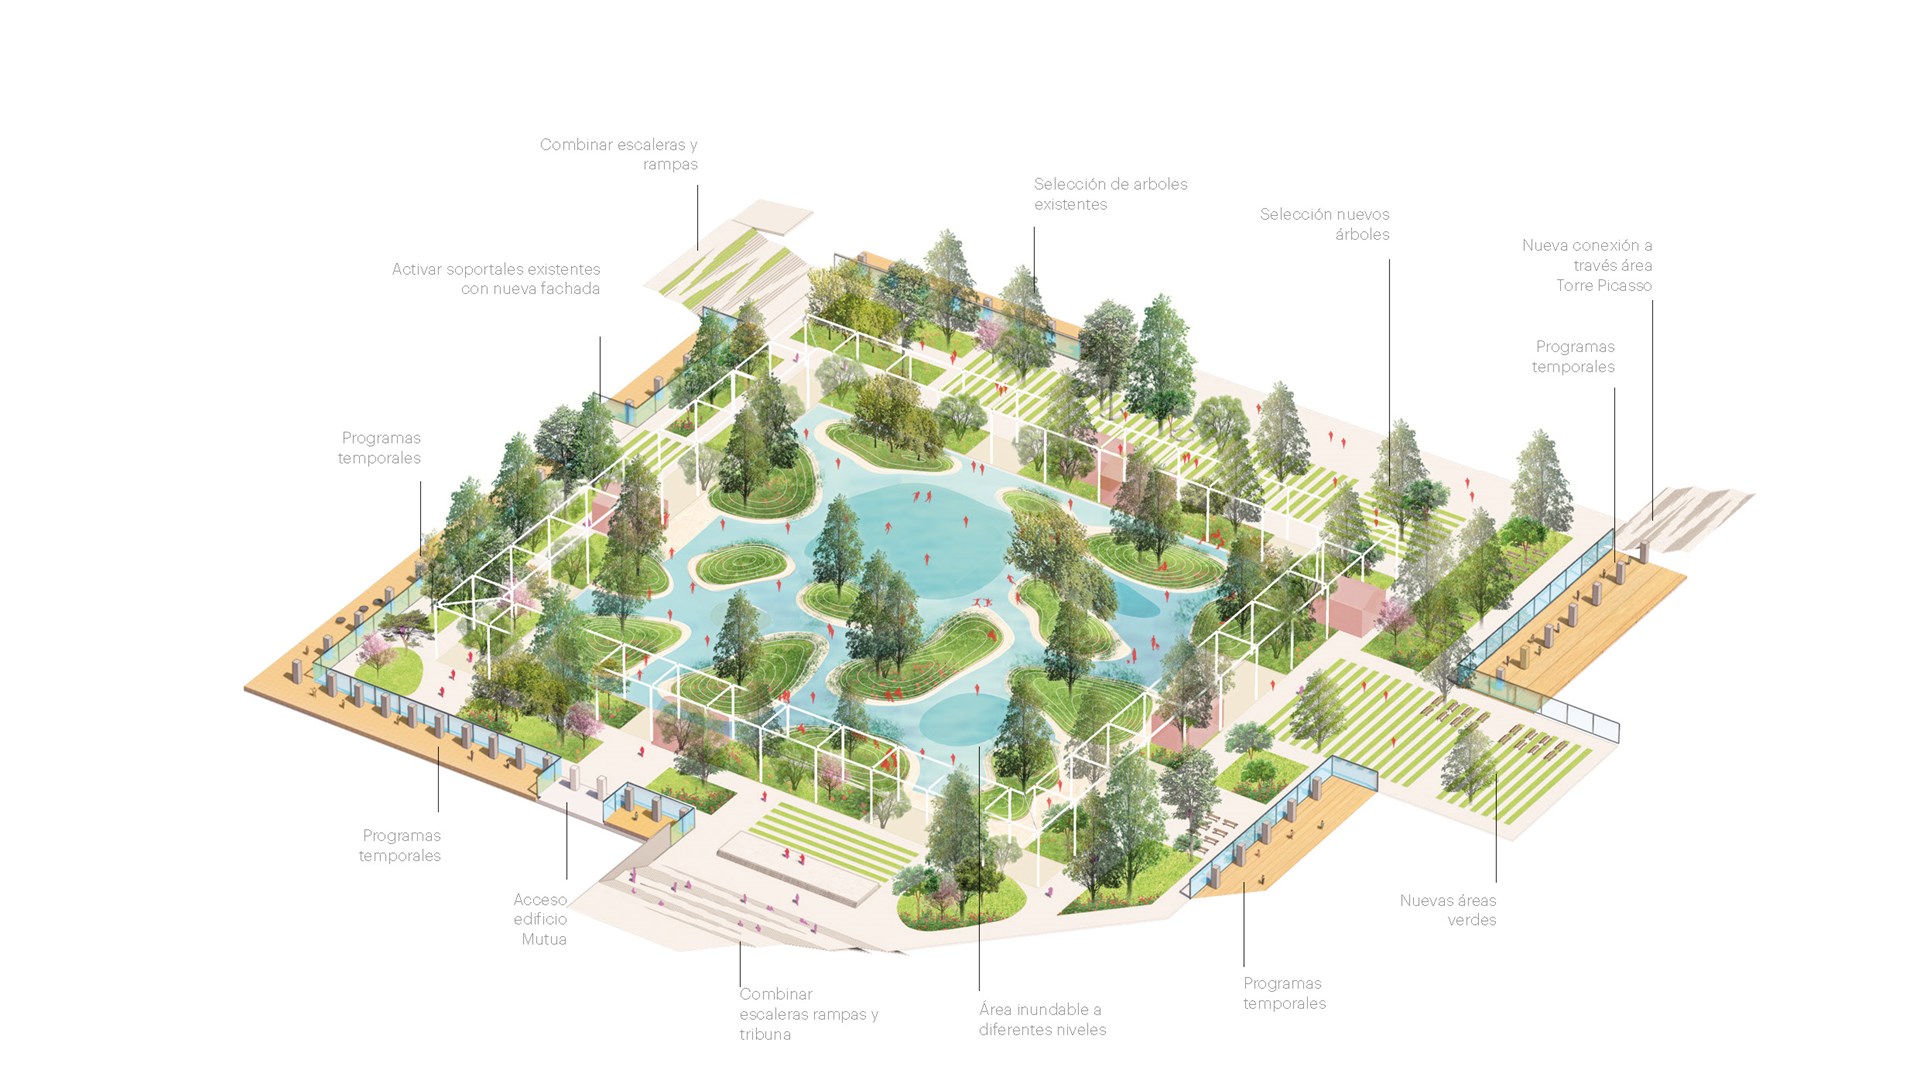 Combinar escaleras y
rampas
Selección de arboles
existentes
Selección nuevos
árboles
Nueva conexión a
través área
Torre Picasso
Activar soportales existentes
con nueva fachada
Programas
temporales
Programas
temporales
Programas
temporales
Acceso
edificio
Mutua
Nuevas áreas
verdes
Programas
temporales
Combinar
escaleras rampas y
tribuna
Área inundable a
diferentes niveles